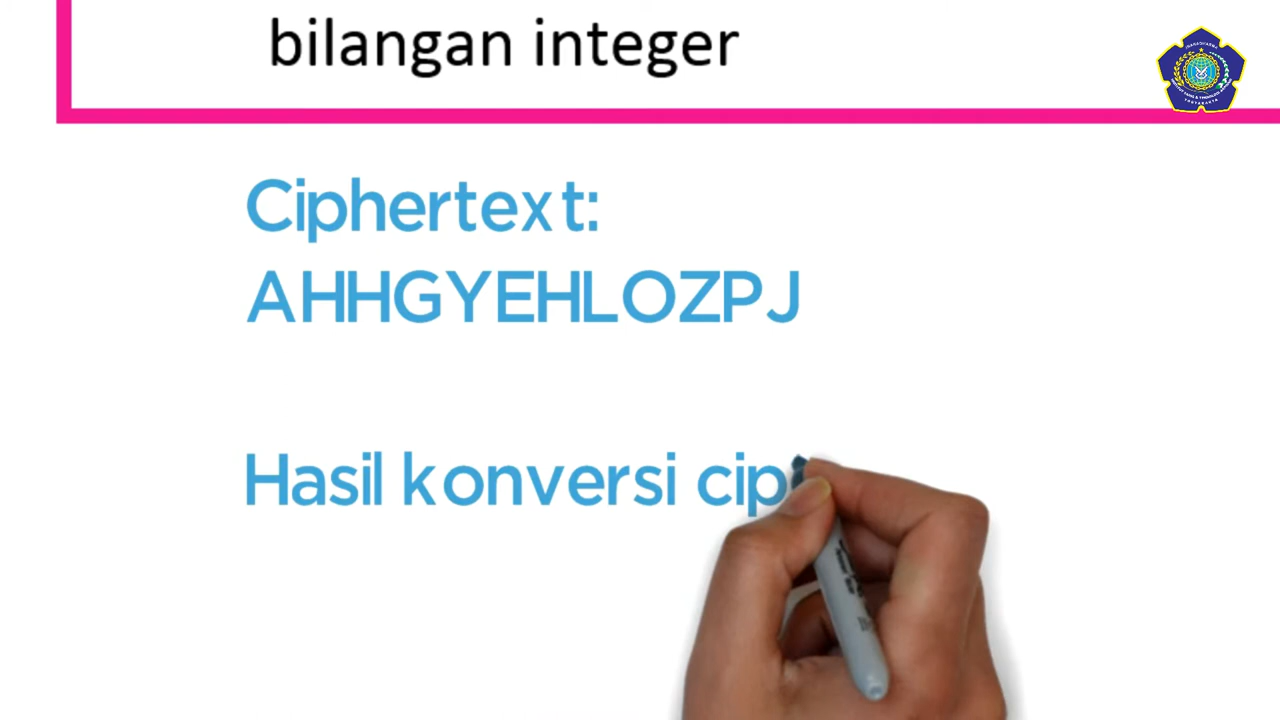 bilangan integer
Ciphertext:
AHHGYEHLOZPJ
Hasil konversi cip